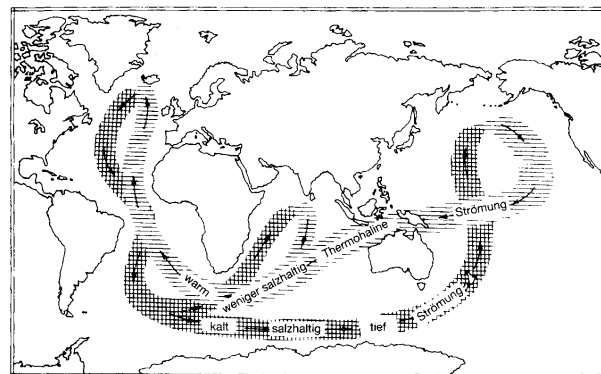 Strömung
Thermohaline
weniger salzhaltig
warm
kalt salzhaltig tief Strömung